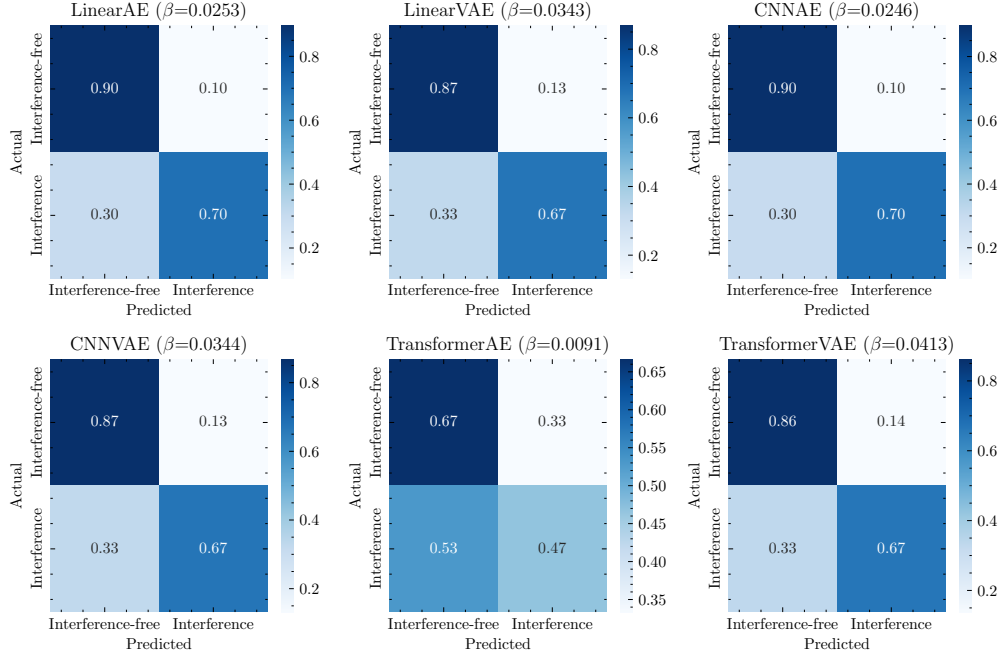 LinearAE (β=0.0253)
Actual
Interference-free
Interference
0.90
0.10
0.30
0.70
Interference-free
Interference
Predicted
0.8
0.6
0.4
0.2
LinearVAE (β=0.0343)
Actual
Interference-free
Interference
0.87
0.13
0.33
0.67
Interference-free
Interference
Predicted
0.8
0.6
0.4
0.2
CNNAE (β=0.0246)
Actual
Interference-free
Interference
0.90
0.10
0.30
0.70
Interference-free
Interference
Predicted
0.8
0.6
0.4
0.2
CNNVAE (β=0.0344)
Actual
Interference-free
Interference
0.87
0.13
0.33
0.67
Interference-free
Interference
Predicted
0.8
0.6
0.4
0.2
TransformerAE (β=0.0091)
Actual
Interference-free
Interference
0.67
0.33
0.53
0.47
Interference-free
Interference
Predicted
0.65
0.60
0.55
0.50
0.45
0.40
0.35
TransformerVAE (β=0.0413)
Actual
Interference-free
Interference
0.86
0.14
0.33
0.67
Interference-free
Interference
Predicted
0.8
0.6
0.4
0.2